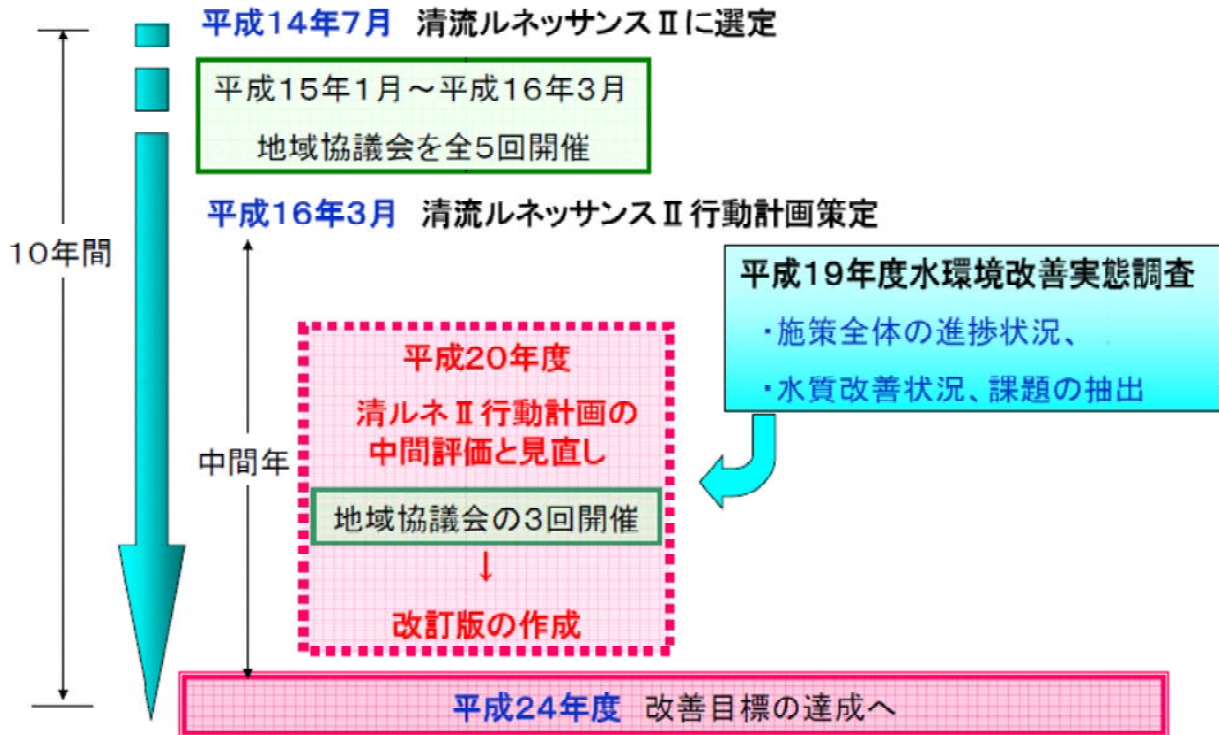 平成14年7月 清流ルネッサンスⅡに選定
平成15年1月～平成16年3月
地域協議会を全5回開催
平成16年3月 清流ルネッサンスⅡ行動計画策定
10年間
平成19年度水環境改善実態調査
・施策全体の進捗状況、
・水質改善状況、課題の抽出
平成20年度
清ルネⅡ行動計画の
中間評価と見直し
中間年
地域協議会の3回開催
↓
改訂版の作成
平成24年度 改善目標の達成へ